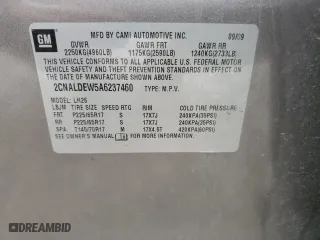 GM
MFD BY CAMI AUTOMOTIVE INC. 09/09
GVWR GAWR FRT GAWR RR
2250KG(4960LB) 1175KG(2590LB) 1240KG(2733LB)
THIS VEHICLE CONFORMS TO ALL APPLICABLE U.S. FEDERAL MOTOR
VEHICLE SAFETY AND THEFT PREVENTION STANDARDS IN EFFECT ON
THE DATE OF MANUFACTURE SHOWN ABOVE.
2CNALDEW5A6237460 TYPE: M.P.V.
MODEL: LH26
TIRE SIZE SPEED RTG RIM COLD TIRE PRESSURE
FRT P225/65R17 S 17X7J 240KPA(35PSI)
RR P225/65R17 S 17X7J 240KPA(35PSI)
SPA T145/70R17 M 17X4.5T 420KPA(60PSI)
SEE OWNER'S MANUAL FOR MORE INFORMATION.
© AutoBidMaster